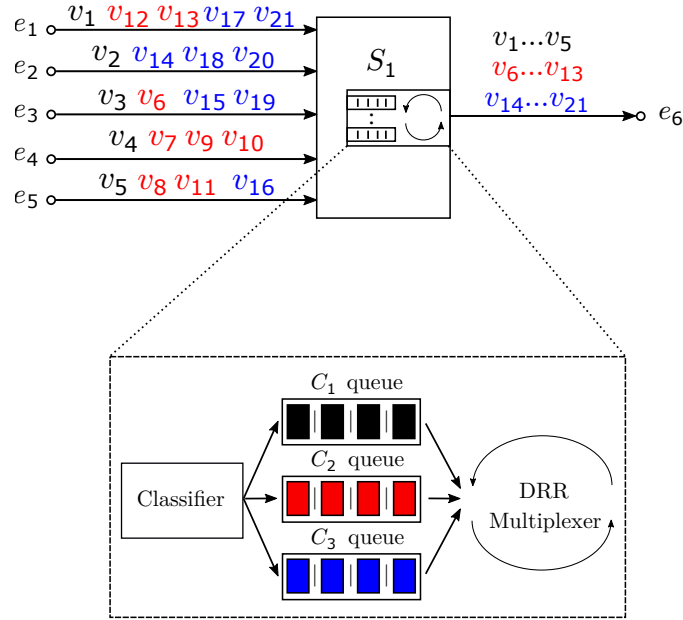 e1 v1 v12 v13 v17 v21
e2 v2 v14 v18 v20
e3 v3 v6 v15 v19
e4 v4 v7 v9 v10
e5 v5 v8 v11 v16
S1
v1...v5
v6...v13
v14...v21
e6
C1 queue
C2 queue
C3 queue
Classifier
DRR
Multiplexer